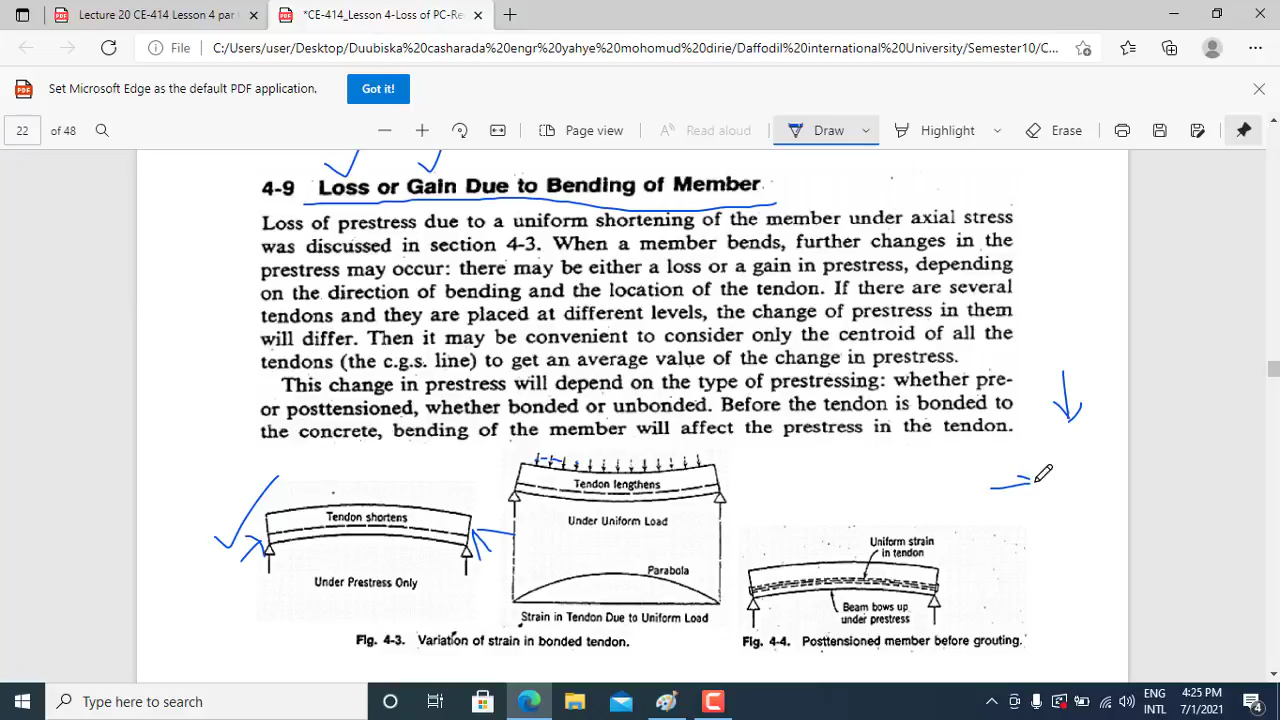 Lecture 20 CE-414 Lesson 4 par t
*CE-414_Lesson 4-Loss of PC-Re
File
C:/Users/user/Desktop/Duubiska%20casharada%20engr%20yahye%20mohomud%20dirie/Daffodil%20international%20University/Semester10/C...
Set Microsoft Edge as the default PDF application.
Got it!
22 of 48
Page view
Read aloud
Draw
Highlight
Erase
4-9 Loss or Gain Due to Bending of Member
Loss of prestress due to a uniform shortening of the member under axial stress
was discussed in section 4-3. When a member bends, further changes in the
prestress may occur: there may be either a loss or a gain in prestress, depending
on the direction of bending and the location of the tendon. If there are several
tendons and they are placed at different levels, the change of prestress in them
will differ. Then it may be convenient to consider only the centroid of all the
tendons (the c.g.s. line) to get an average value of the change in prestress.
This change in prestress will depend on the type of prestressing: whether pre-
or posttensioned, whether bonded or unbonded. Before the tendon is bonded to
the concrete, bending of the member will affect the prestress in the tendon.
Tendon shortens
Under Prestress Only
Tendon lengthens
Under Uniform Load
Parabola
Strain in Tendon Due to Uniform Load
Fig. 4-3. Variation of strain in bonded tendon.
Uniform strain
in tendon
Beam bows up
under prestress
Fig. 4-4. Posttensioned member before grouting.
Type here to search
ENG
INTL
4:25 PM
7/1/2021
4